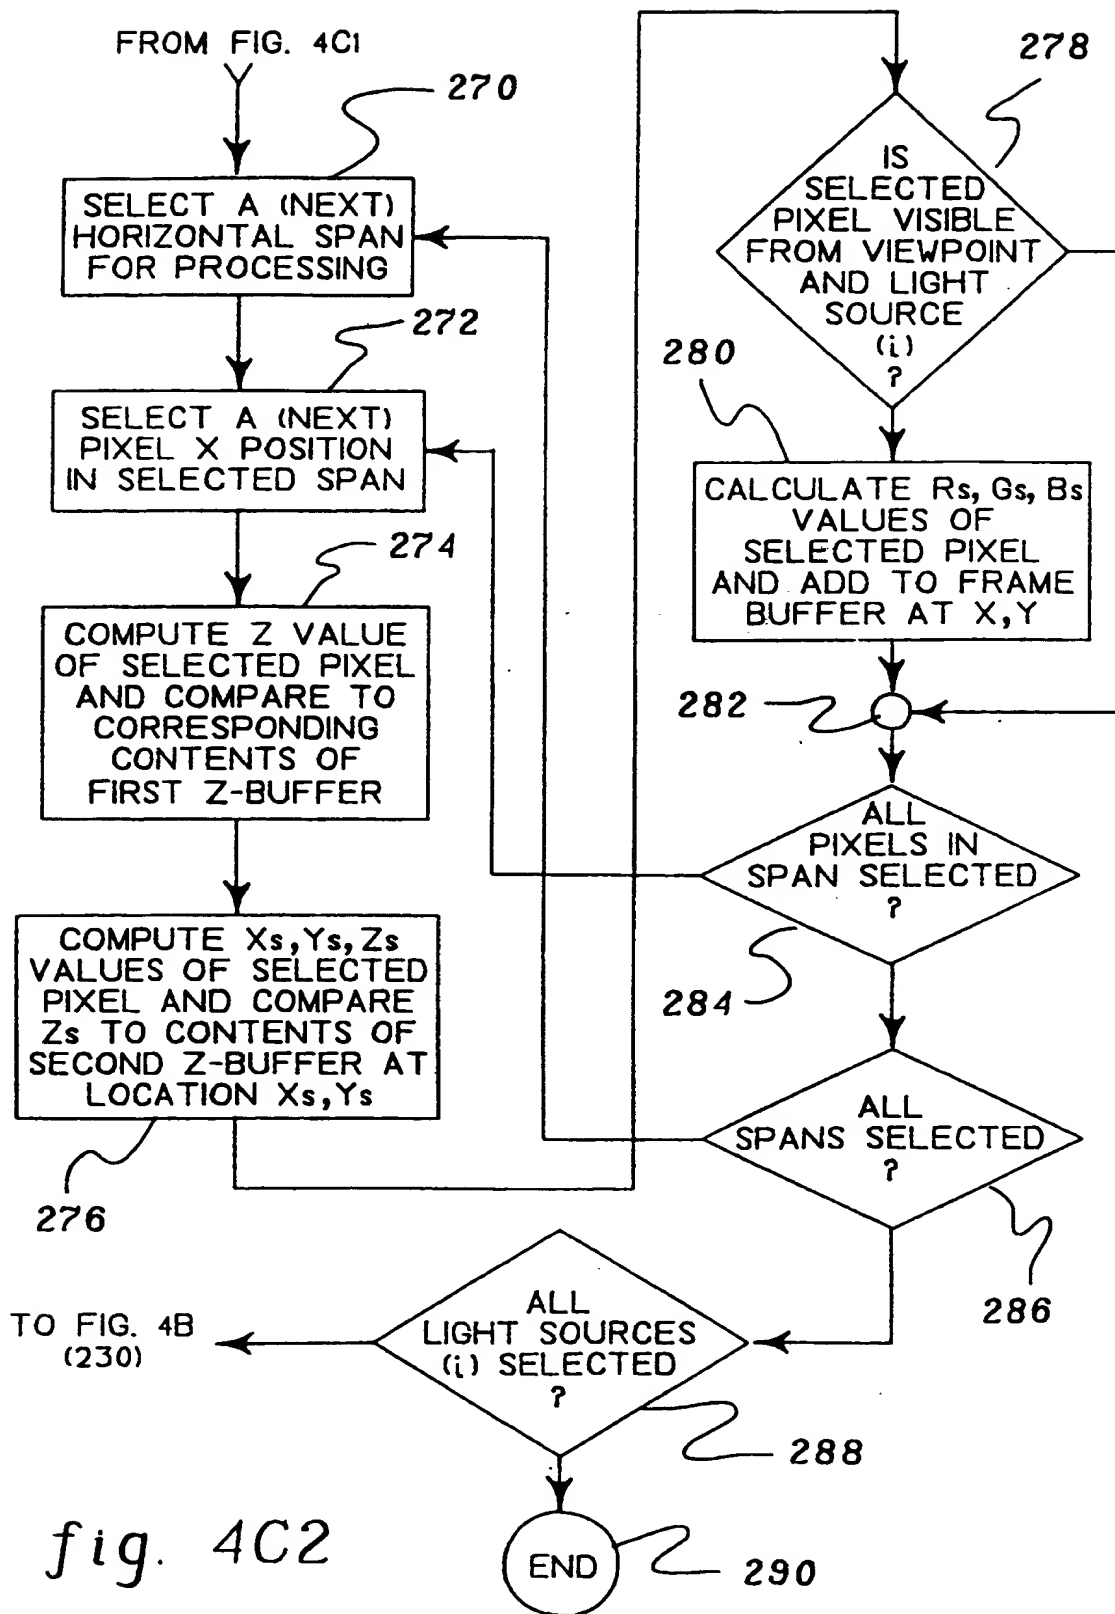 FROM FIG. 4C1
270
SELECT A (NEXT)
HORIZONTAL SPAN
FOR PROCESSING
272
SELECT A (NEXT)
PIXEL X POSITION
IN SELECTED SPAN
274
COMPUTE Z VALUE
OF SELECTED PIXEL
AND COMPARE TO
CORRESPONDING
CONTENTS OF
FIRST Z-BUFFER
COMPUTE Xs,Ys,Zs
VALUES OF SELECTED
PIXEL AND COMPARE
Zs TO CONTENTS OF
SECOND Z-BUFFER AT
LOCATION Xs,Ys
276
278
IS
SELECTED
PIXEL VISIBLE
FROM VIEWPOINT
AND LIGHT
SOURCE
(i)
?
280
CALCULATE Rs, Gs, Bs
VALUES OF
SELECTED PIXEL
AND ADD TO FRAME
BUFFER AT X,Y
282
ALL
PIXELS IN
SPAN SELECTED
?
284
ALL
SPANS SELECTED
?
286
TO FIG. 4B
(230)
ALL
LIGHT SOURCES
(i) SELECTED
?
288
END
290
fig. 4C2